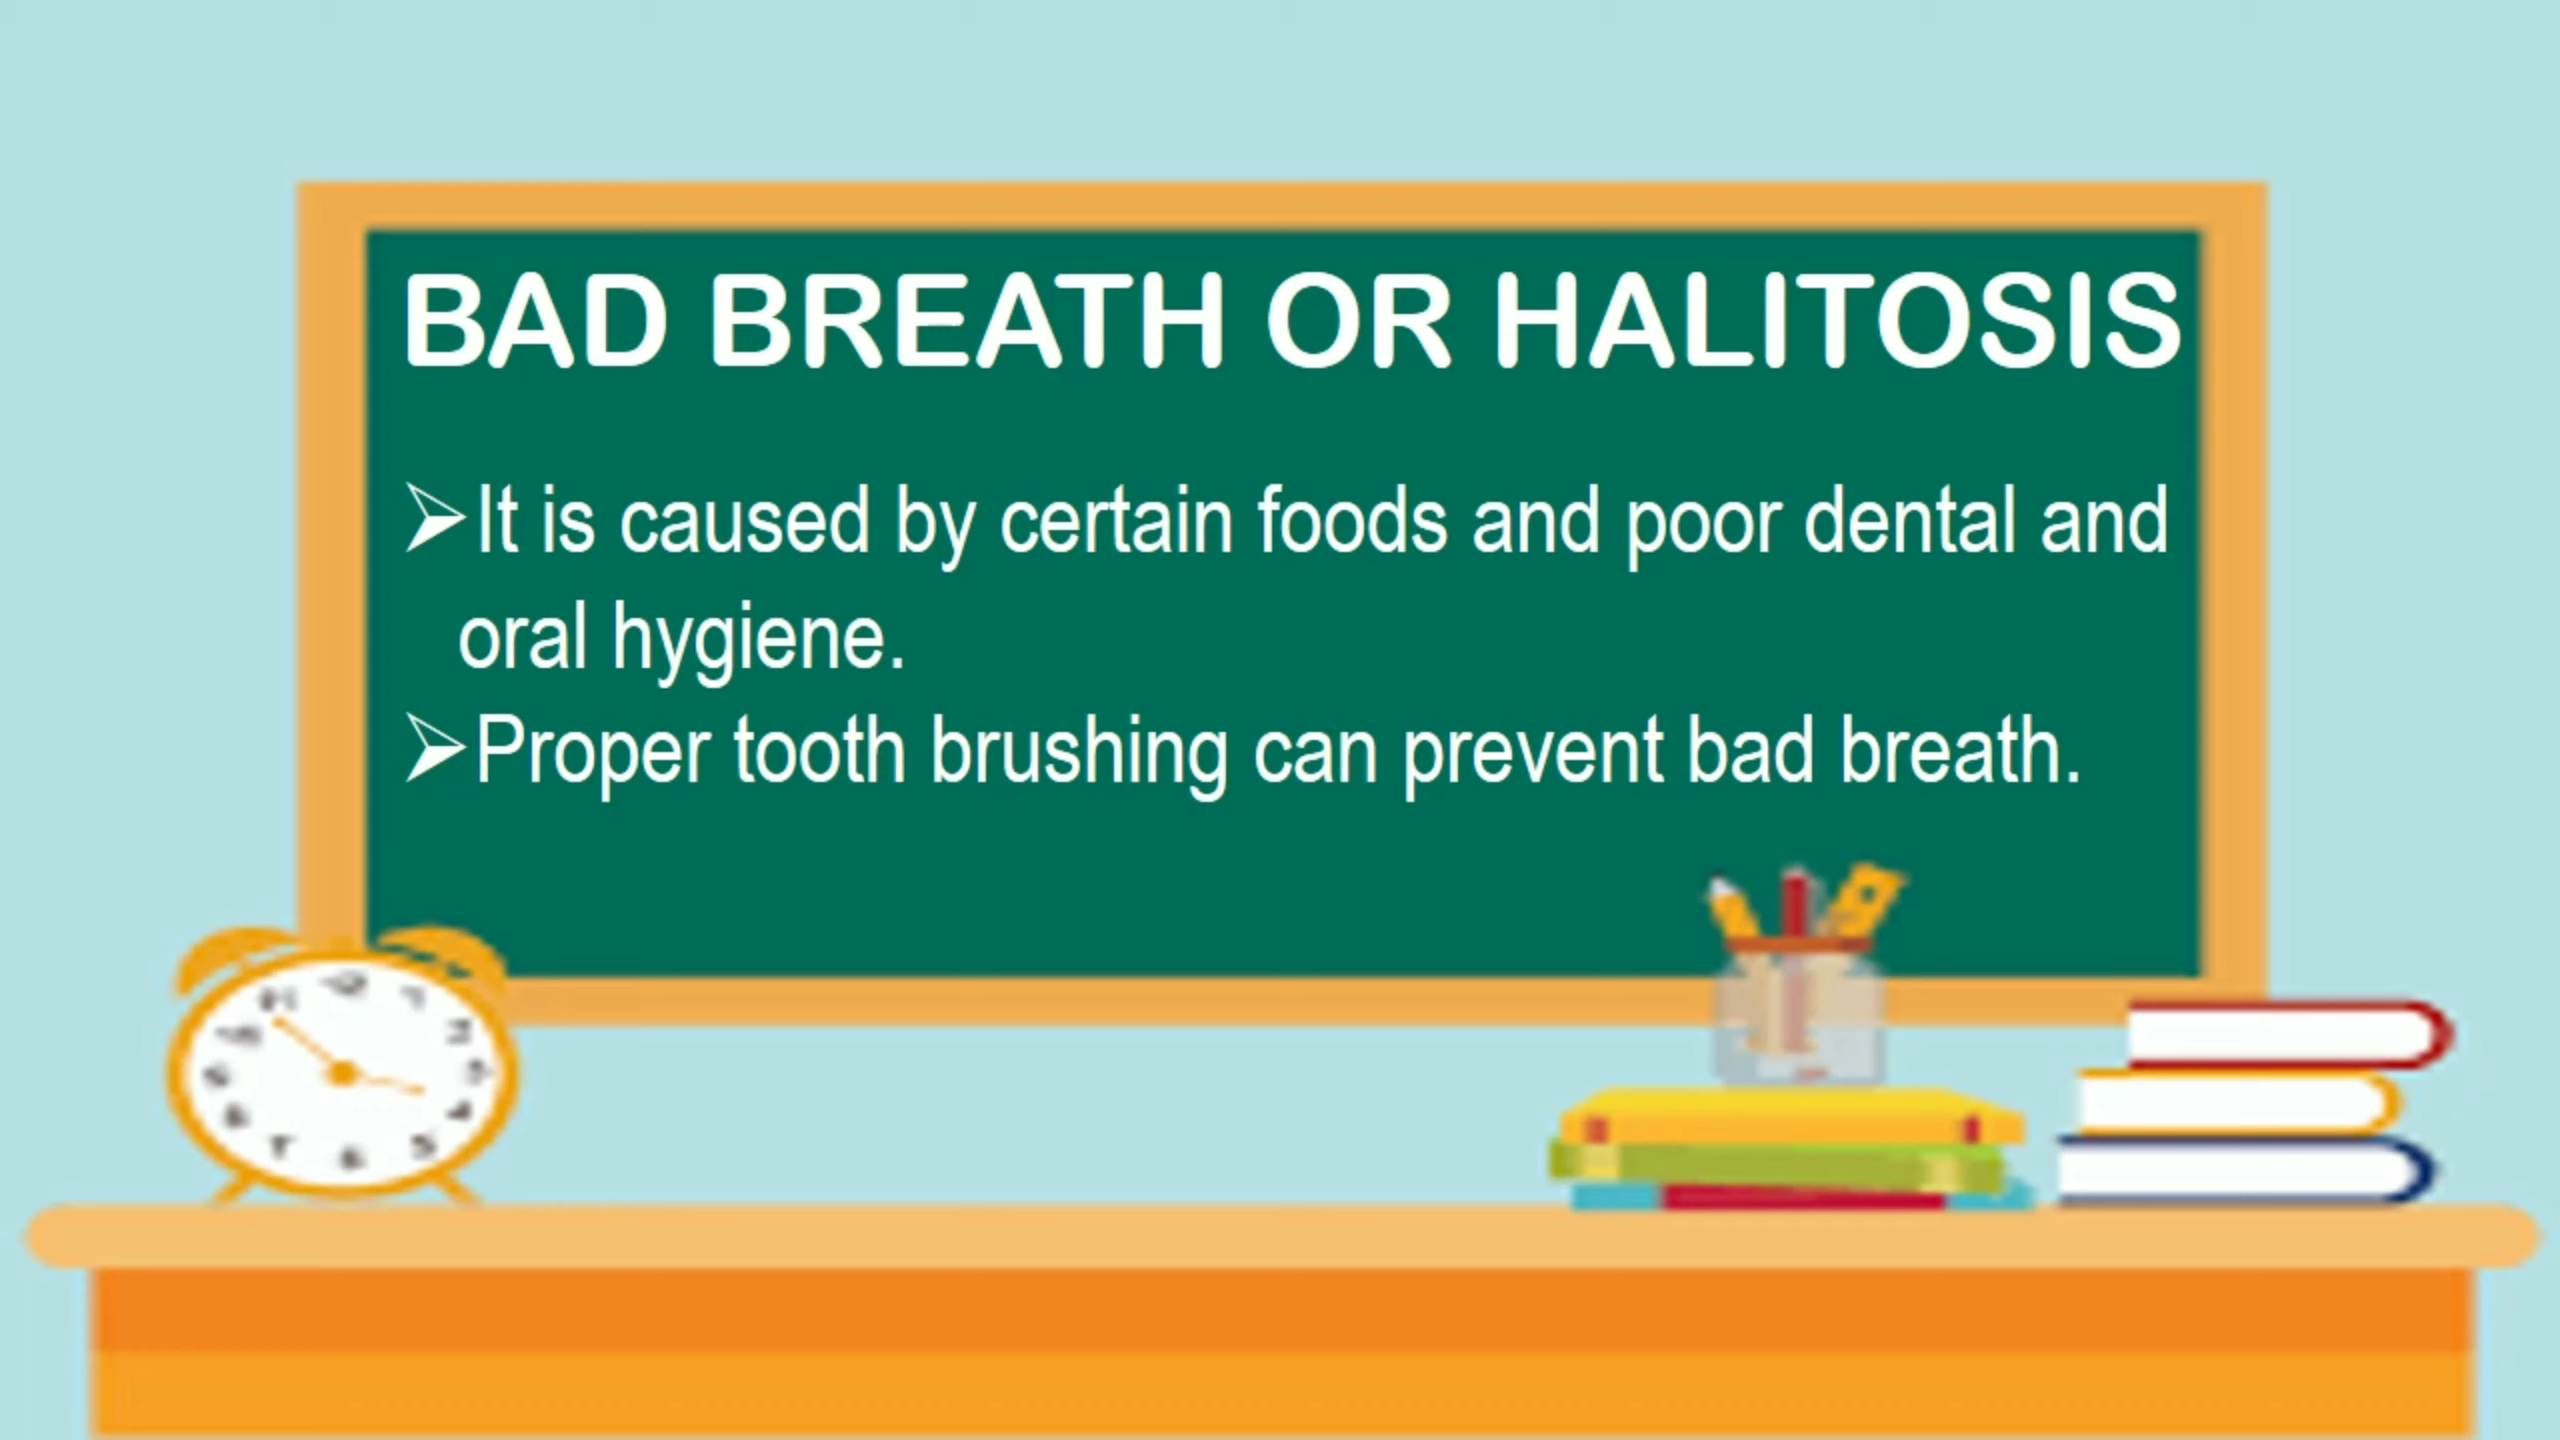 BAD BREATH OR HALITOSIS
➢It is caused by certain foods and poor dental and
oral hygiene.
➢Proper tooth brushing can prevent bad breath.